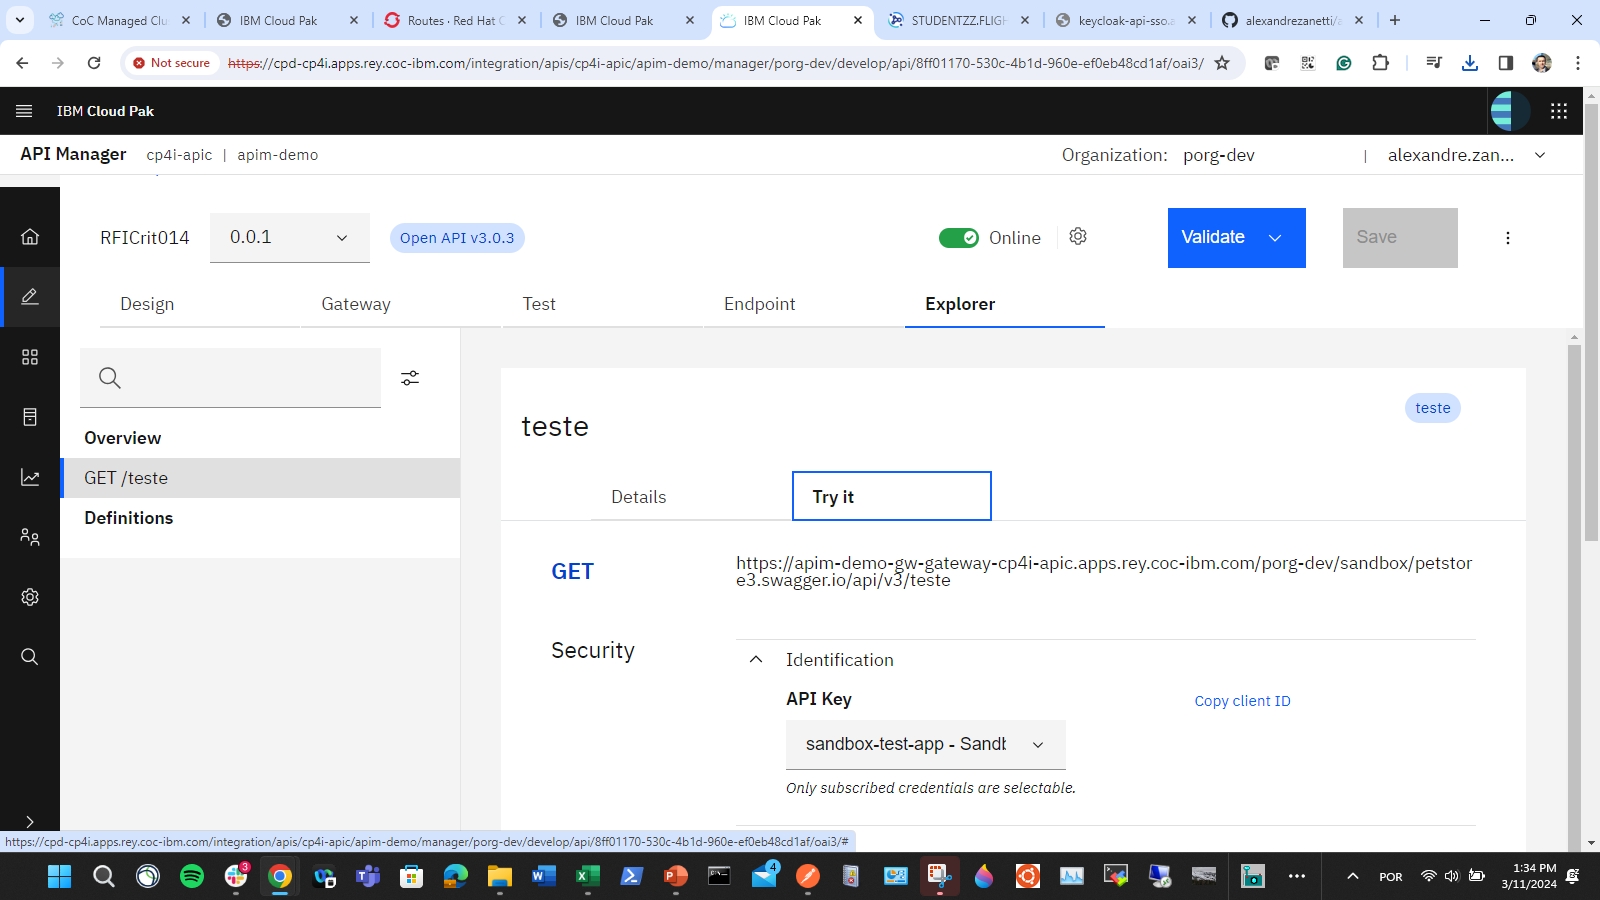 CoC Managed Clu
IBM Cloud Pak
Routes · Red Hat O
IBM Cloud Pak
IBM Cloud Pak
STUDENTZZ.FLIGH
keycloak-api-sso.a
alexandrezanetti/a
Not secure
https://cpd-cp4i.apps.rey.coc-ibm.com/integration/apis/cp4i-apic/apim-demo/manager/porg-dev/develop/api/8ff01170-530c-4b1d-960e-ef0eb48cd1af/oai3/
IBM Cloud Pak
API Manager cp4i-apic | apim-demo
Organization: porg-dev | alexandre.zan...
RFICrit014
0.0.1
Open API v3.0.3
Online
Validate
Save
Design
Gateway
Test
Endpoint
Explorer
Overview
GET /teste
Definitions
teste
teste
Details
Try it
GET
https://apim-demo-gw-gateway-cp4i-apic.apps.rey.coc-ibm.com/porg-dev/sandbox/petstor
e3.swagger.io/api/v3/teste
Security
Identification
API Key
Copy client ID
sandbox-test-app - Sandb
Only subscribed credentials are selectable.
https://cpd-cp4i.apps.rey.coc-ibm.com/integration/apis/cp4i-apic/apim-demo/manager/porg-dev/develop/api/8ff01170-530c-4b1d-960e-ef0eb48cd1af/oai3/#
3
4
POR
1:34 PM
3/11/2024